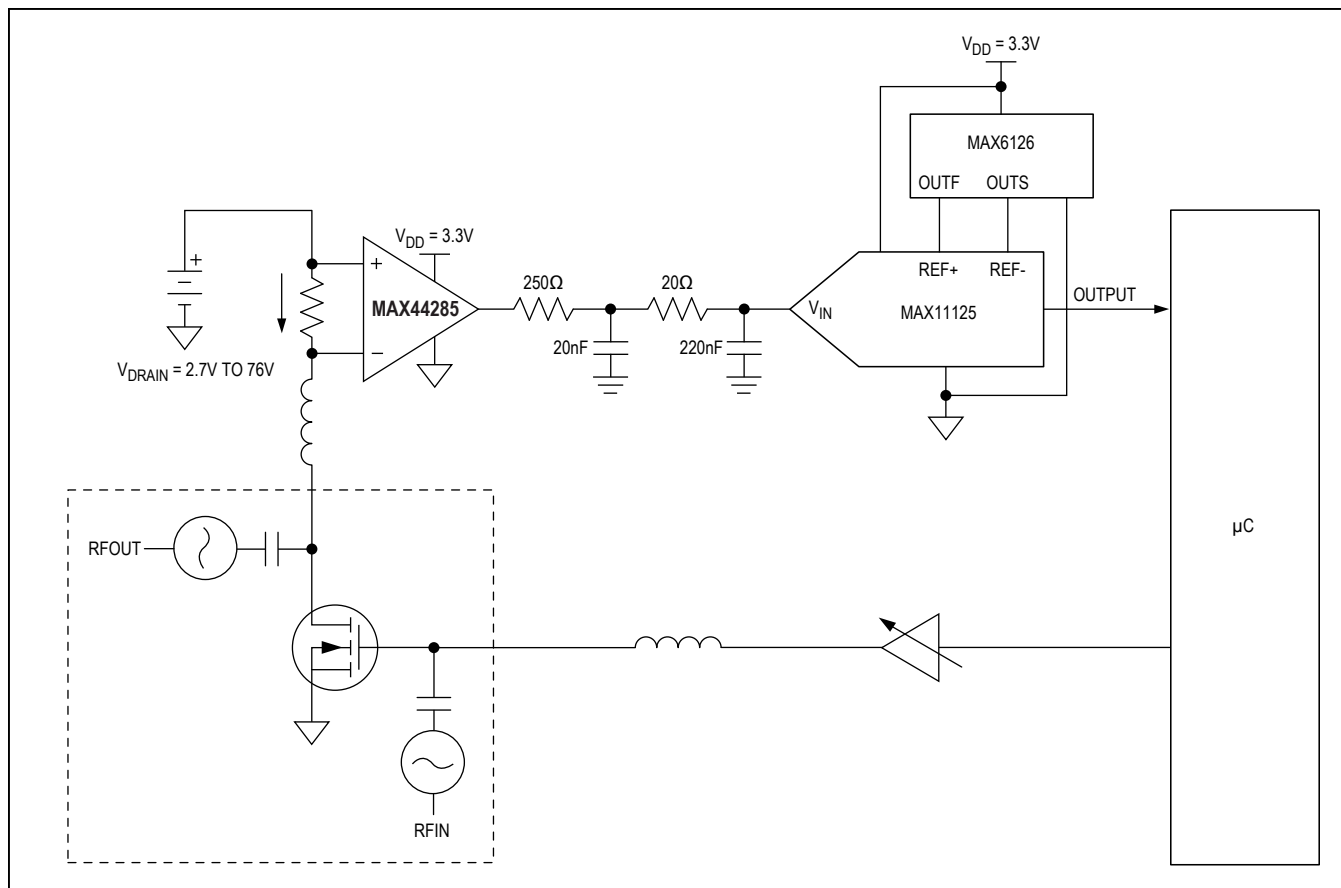 V_DD = 3.3V
MAX6126
OUTF OUTS
V_DD = 3.3V
+
+
REF+ REF-
250Ω
20Ω
OUTPUT
MAX44285
V_IN
MAX11125
−
20nF
220nF
V_DRAIN = 2.7V TO 76V
µC
RFOUT
RFIN